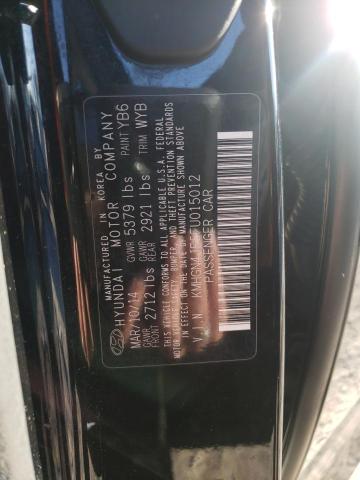 MANUFACTURED IN KOREA BY
HYUNDAI MOTOR COMPANY
MAR/10/14 GVWR 5379 lbs PAINT YB6
GAWR FRONT 2712 lbs GAWR REAR 2921 lbs TRIM WYB
THIS VEHICLE CONFORMS TO ALL APPLICABLE U.S.A. FEDERAL
MOTOR VEHICLE SAFETY, BUMPER, AND THEFT PREVENTION STANDARDS
IN EFFECT ON THE DATE OF MANUFACTURE SHOWN ABOVE.
V I N
PASSENGER CAR